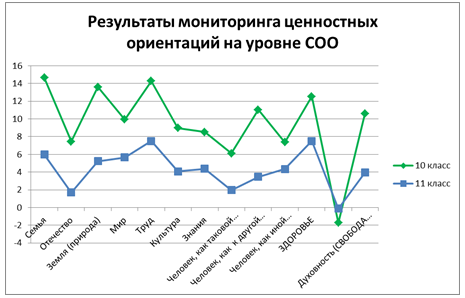 Результаты мониторинга ценностных
ориентаций на уровне СОО
16
14
12
10
8
6
4
2
0
-2
-4
Семья
Отечество
Земля (природа)
Мир
Труд
Культура
Знания
Человек, как таковой...
Человек, как к другой...
Человек, как иной...
ЗДОРОВЬЕ
Духовность (СВОБОДА...
10 класс
11 класс